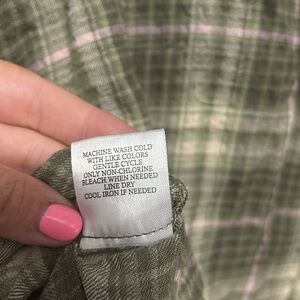 MACHINE WASH COLD
WITH LIKE COLORS
GENTLE CYCLE
ONLY NON-CHLORINE
BLEACH WHEN NEEDED
LINE DRY
COOL IRON IF NEEDED